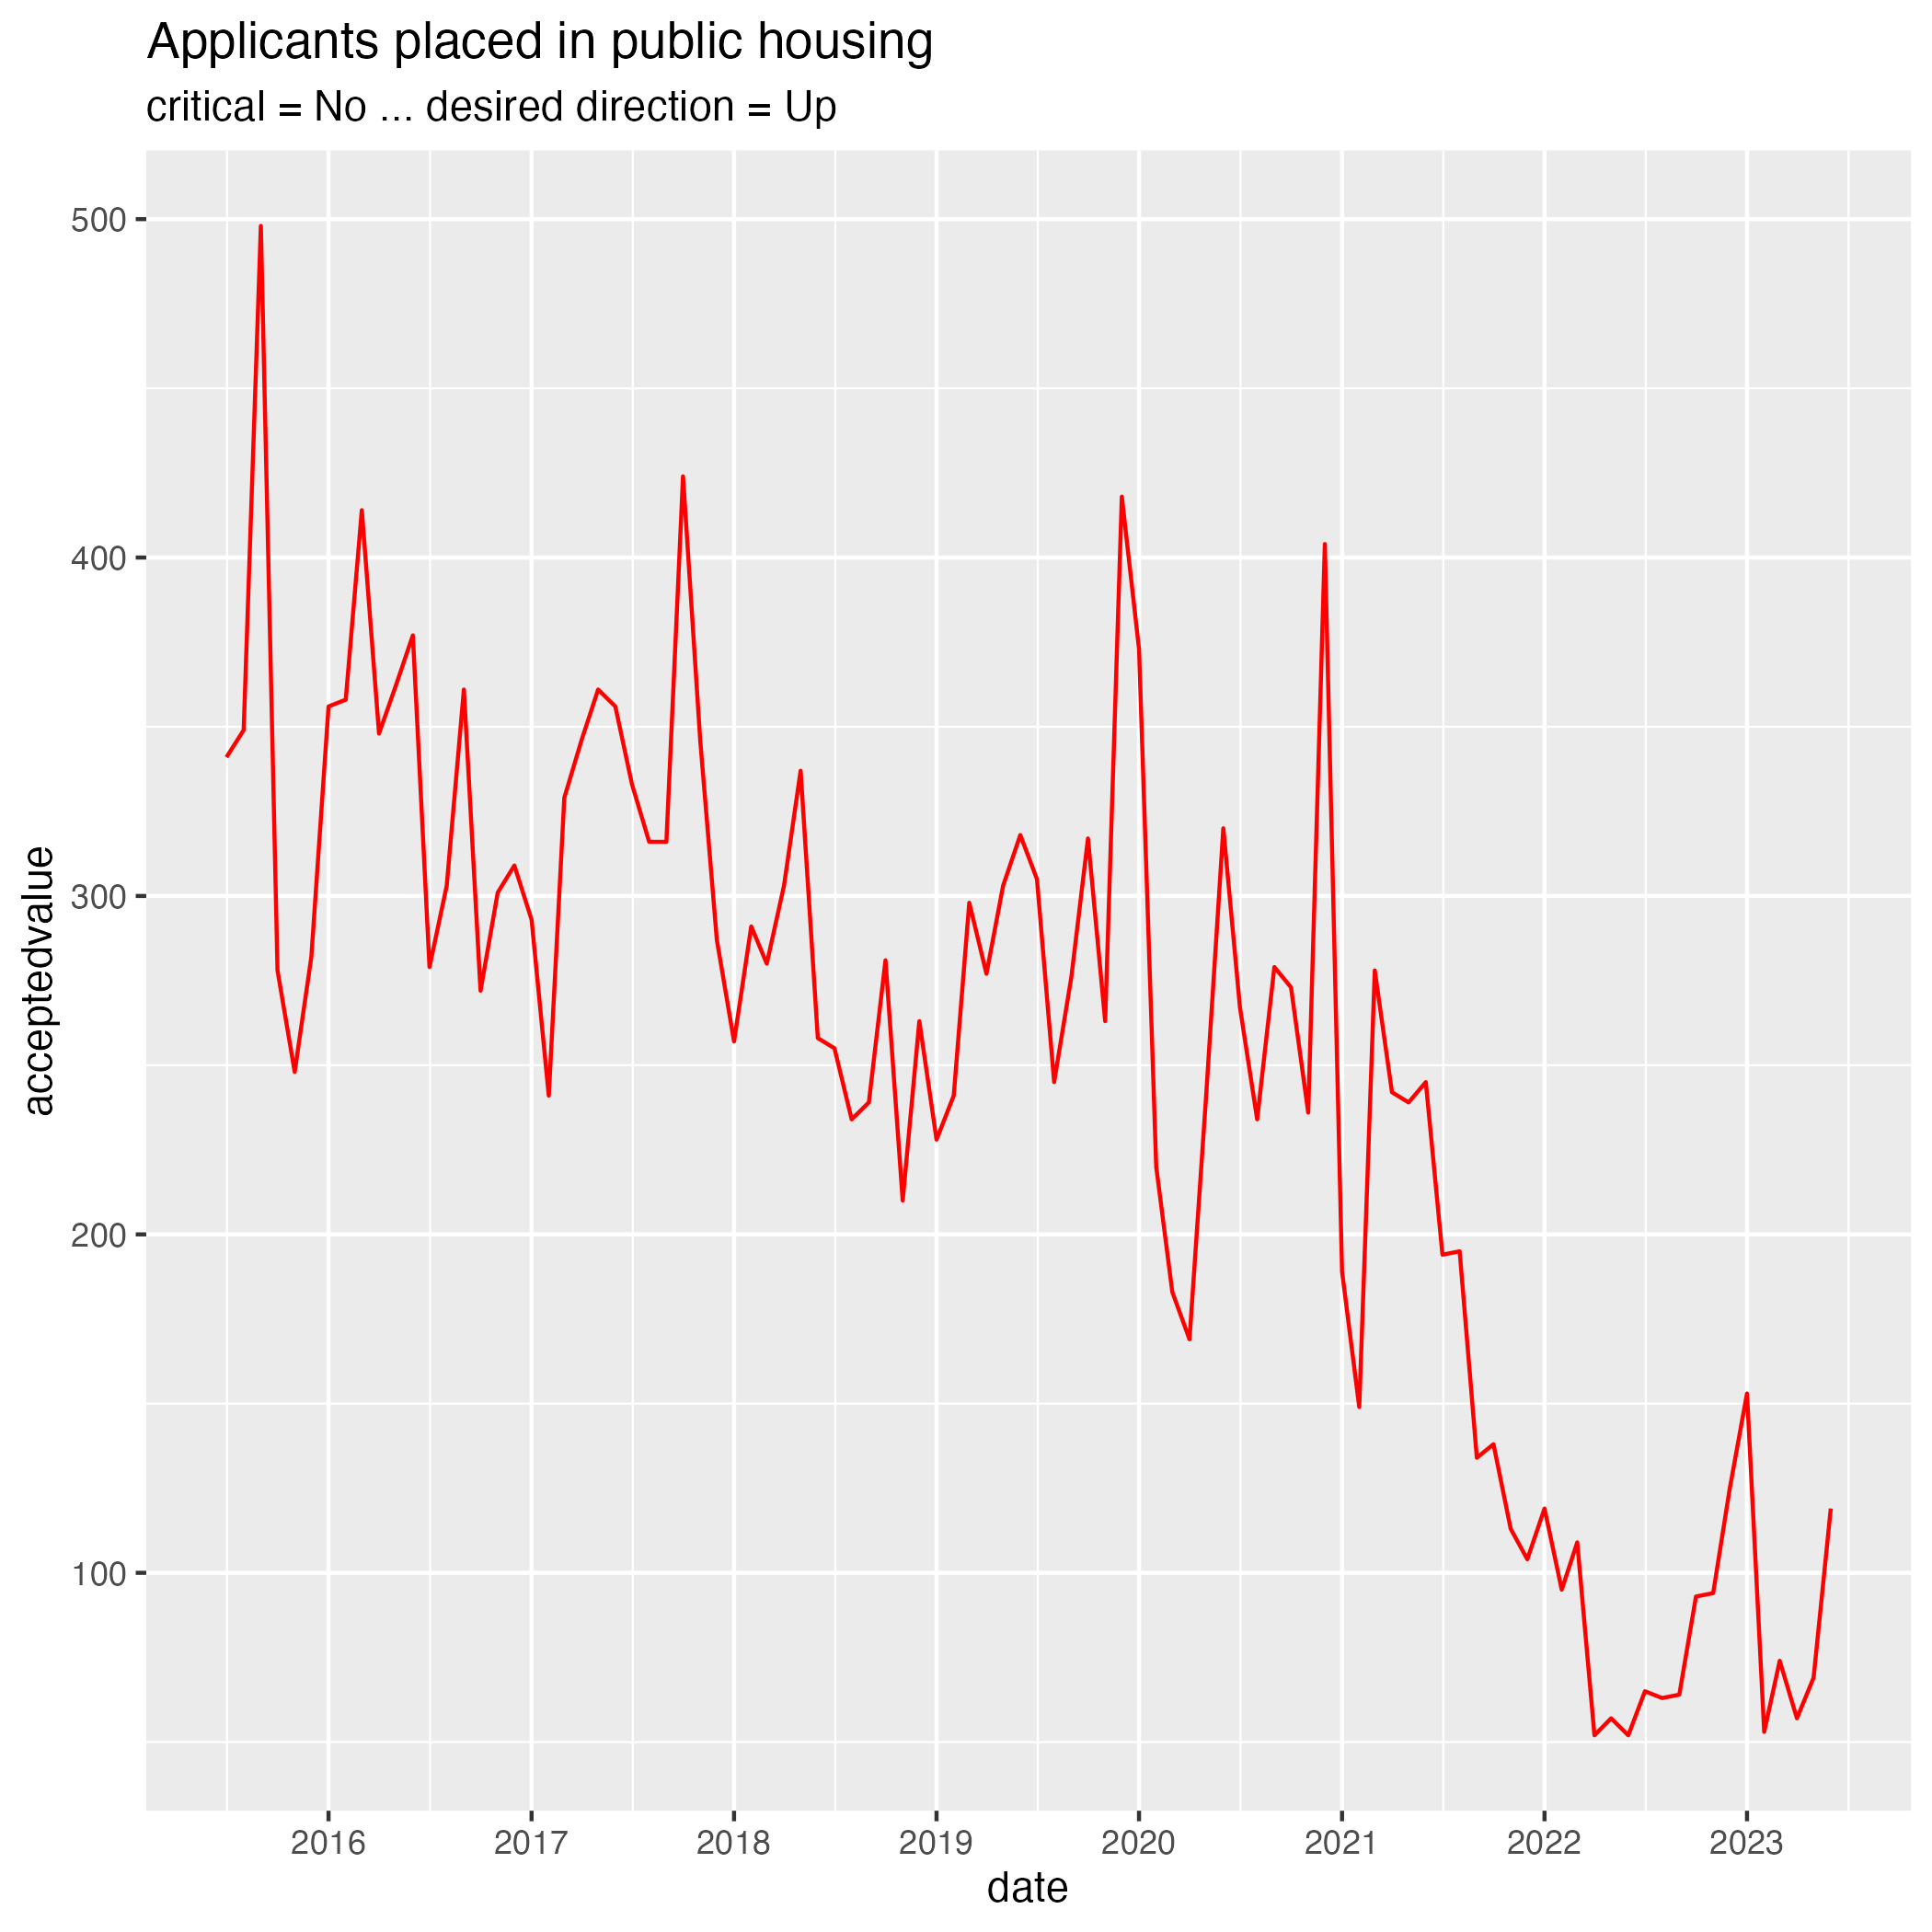 Applicants placed in public housing
critical = No ... desired direction = Up
500
400
300
200
100
acceptedvalue
2016 2017 2018 2019 2020 2021 2022 2023
date